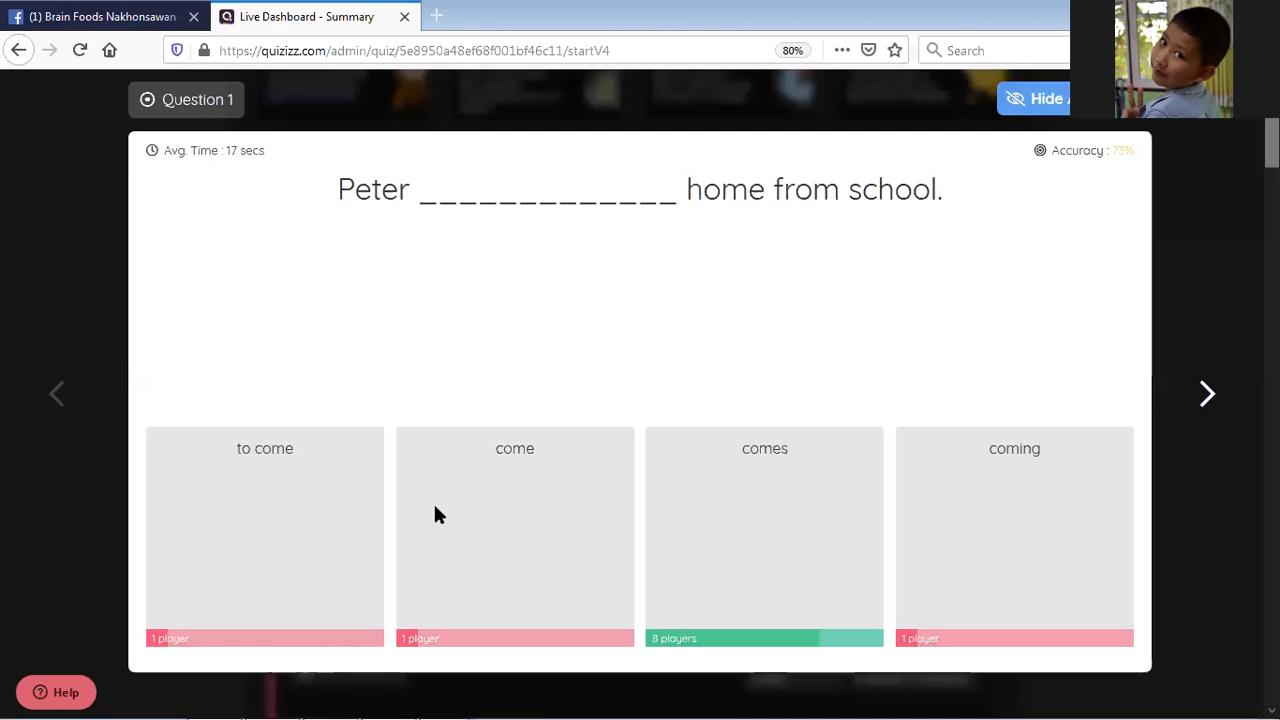 (1) Brain Foods Nakhonsawan
Live Dashboard - Summary
https://quizizz.com/admin/quiz/5e8950a48ef68f001bf46c11/startV4
80%
Search
Question 1
Hide
Avg. Time : 17 secs
Accuracy : 73%
Peter _____________ home from school.
to come
come
comes
coming
1 player
1 player
8 players
1 player
Help